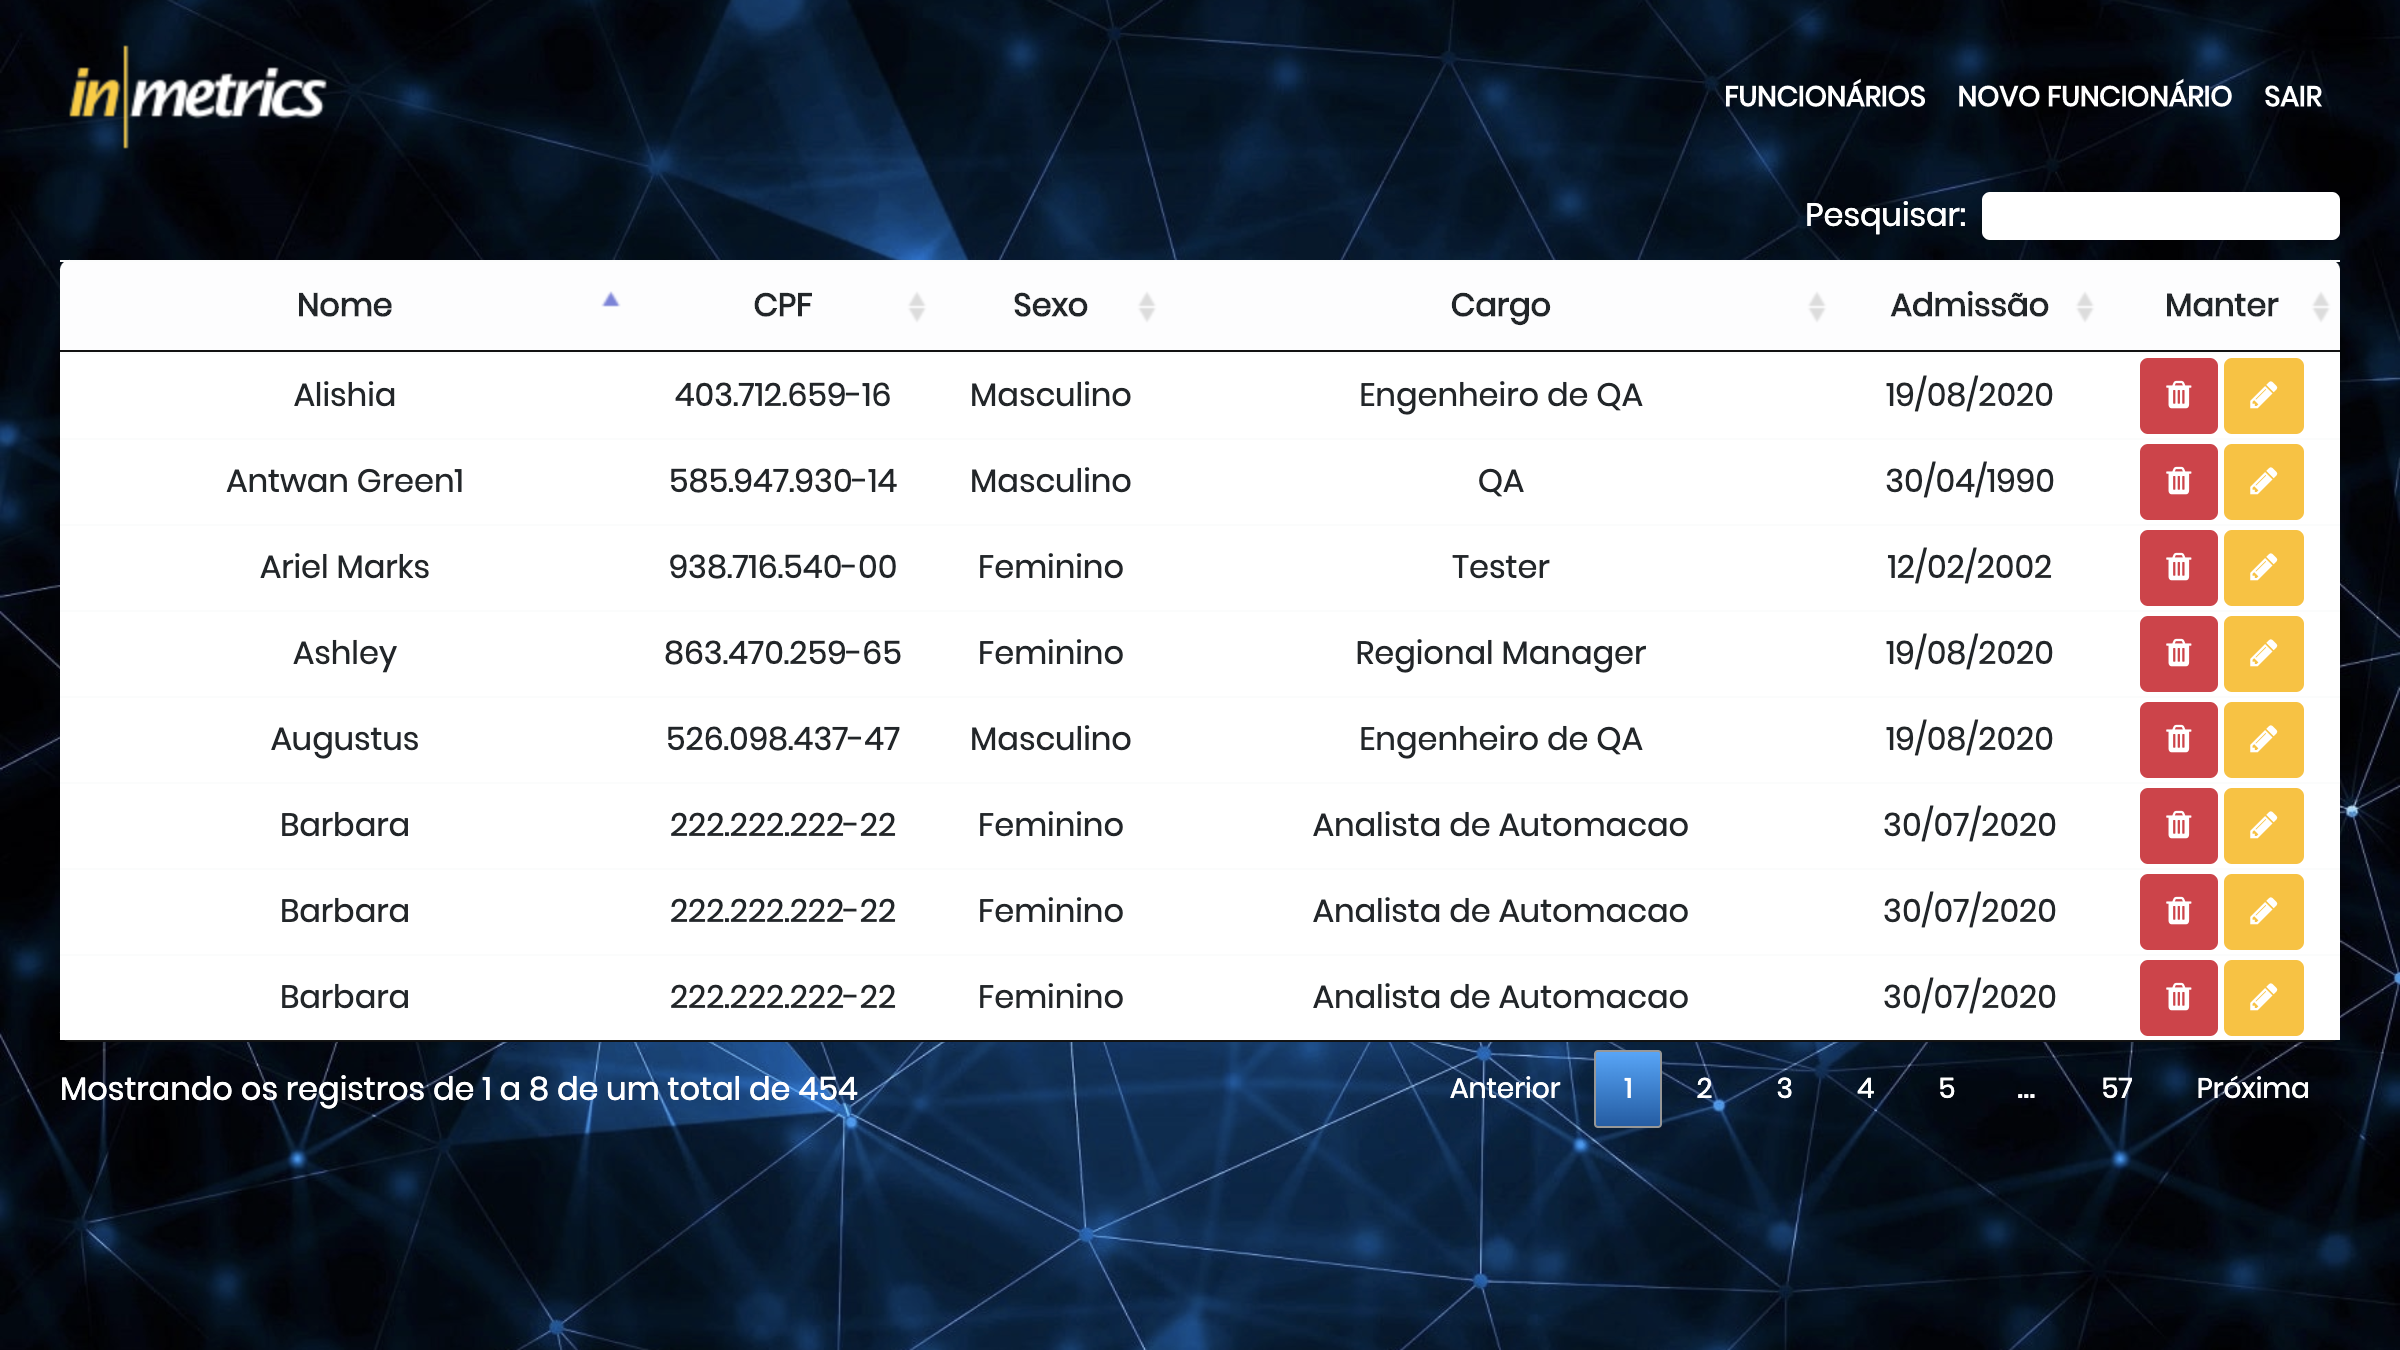 in metrics
FUNCIONÁRIOS NOVO FUNCIONÁRIO SAIR
Pesquisar:
Nome CPF Sexo Cargo Admissão Manter
Alishia 403.712.659-16 Masculino Engenheiro de QA 19/08/2020
Antwan Green1 585.947.930-14 Masculino QA 30/04/1990
Ariel Marks 938.716.540-00 Feminino Tester 12/02/2002
Ashley 863.470.259-65 Feminino Regional Manager 19/08/2020
Augustus 526.098.437-47 Masculino Engenheiro de QA 19/08/2020
Barbara 222.222.222-22 Feminino Analista de Automacao 30/07/2020
Barbara 222.222.222-22 Feminino Analista de Automacao 30/07/2020
Barbara 222.222.222-22 Feminino Analista de Automacao 30/07/2020
Mostrando os registros de 1 a 8 de um total de 454 Anterior 1 2 3 4 5 ... 57 Próxima